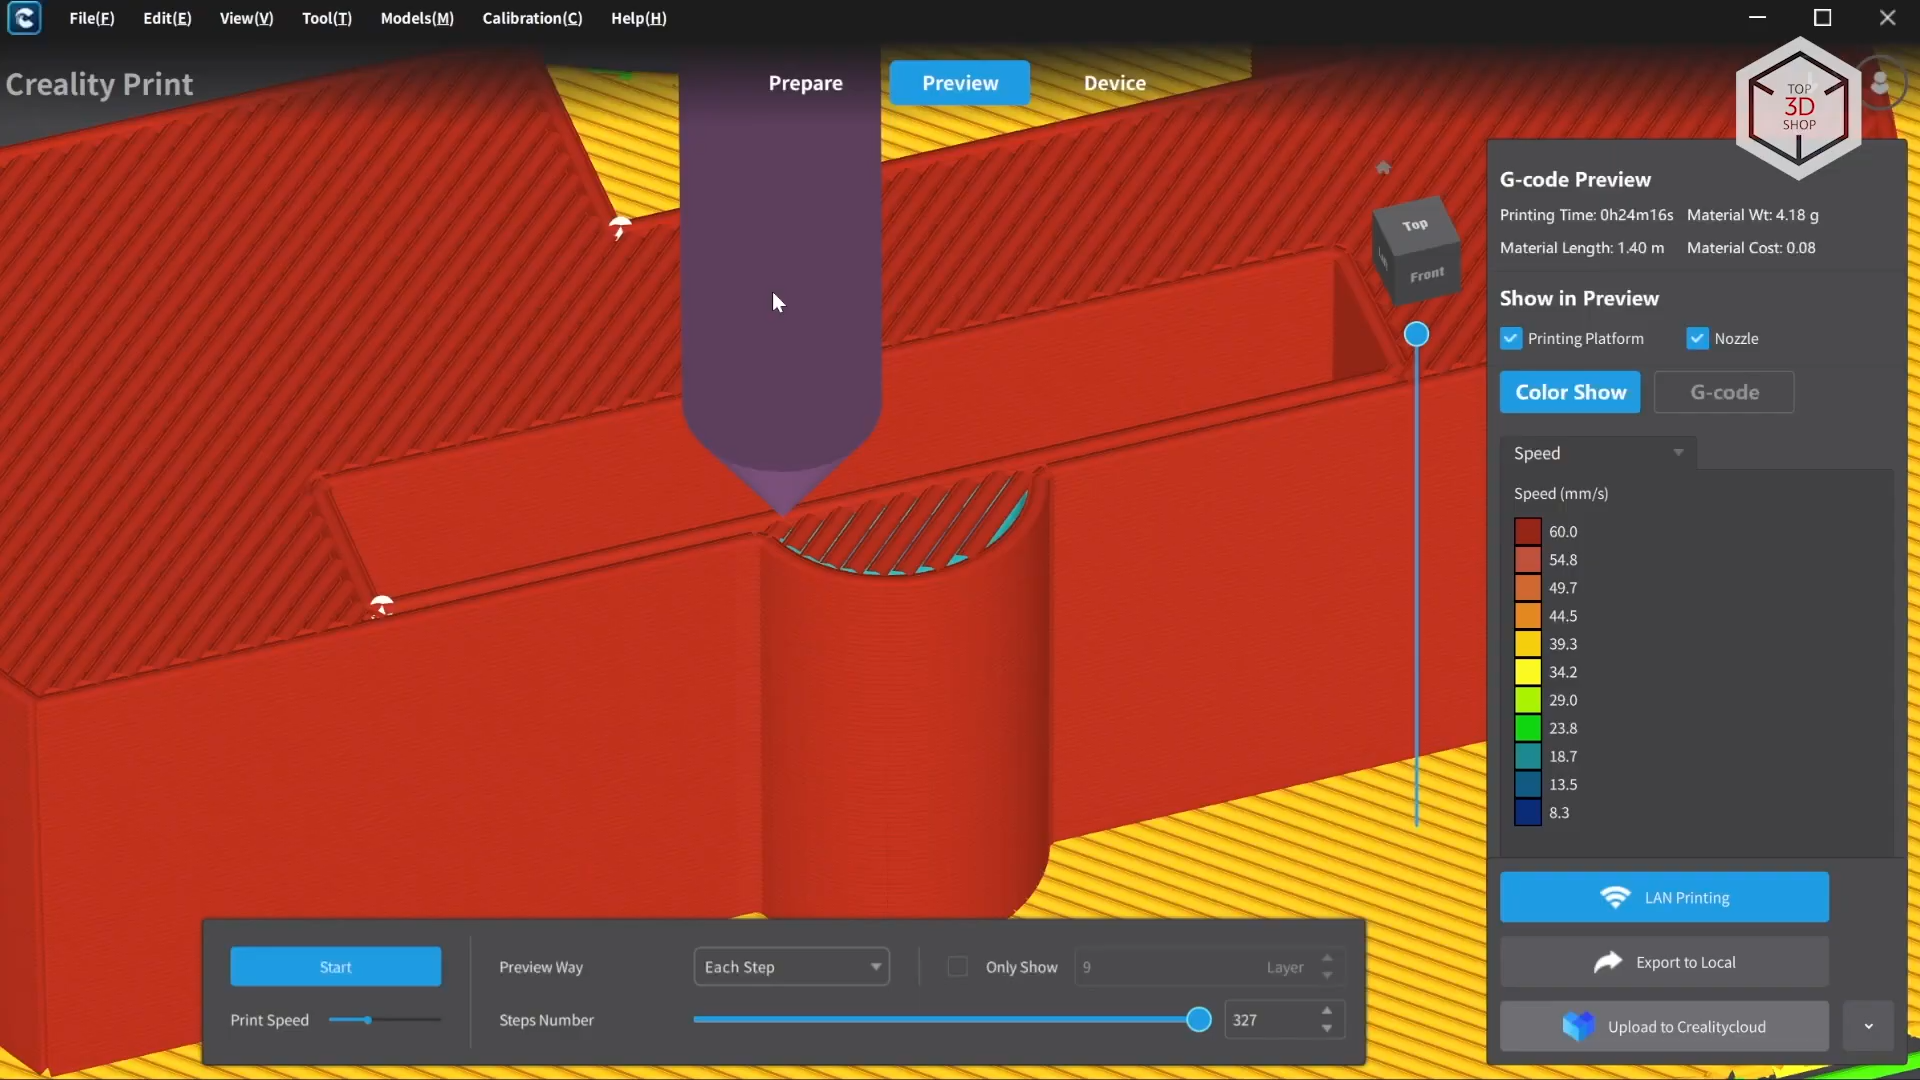 File(F) Edit(E) View(V) Tool(T) Models(M) Calibration(C) Help(H)
Creality Print
Prepare Preview Device
TOP
3D
SHOP
G-code Preview
Printing Time: 0h24m16s Material Wt: 4.18 g
Material Length: 1.40 m Material Cost: 0.08
Top
Front
Show in Preview
Printing Platform Nozzle
Color Show G-code
Speed
Speed (mm/s)
60.0
54.8
49.7
44.5
39.3
34.2
29.0
23.8
18.7
13.5
8.3
LAN Printing
Export to Local
Upload to Crealitycloud
Start Preview Way Each Step Only Show 9 Layer
Print Speed Steps Number 327